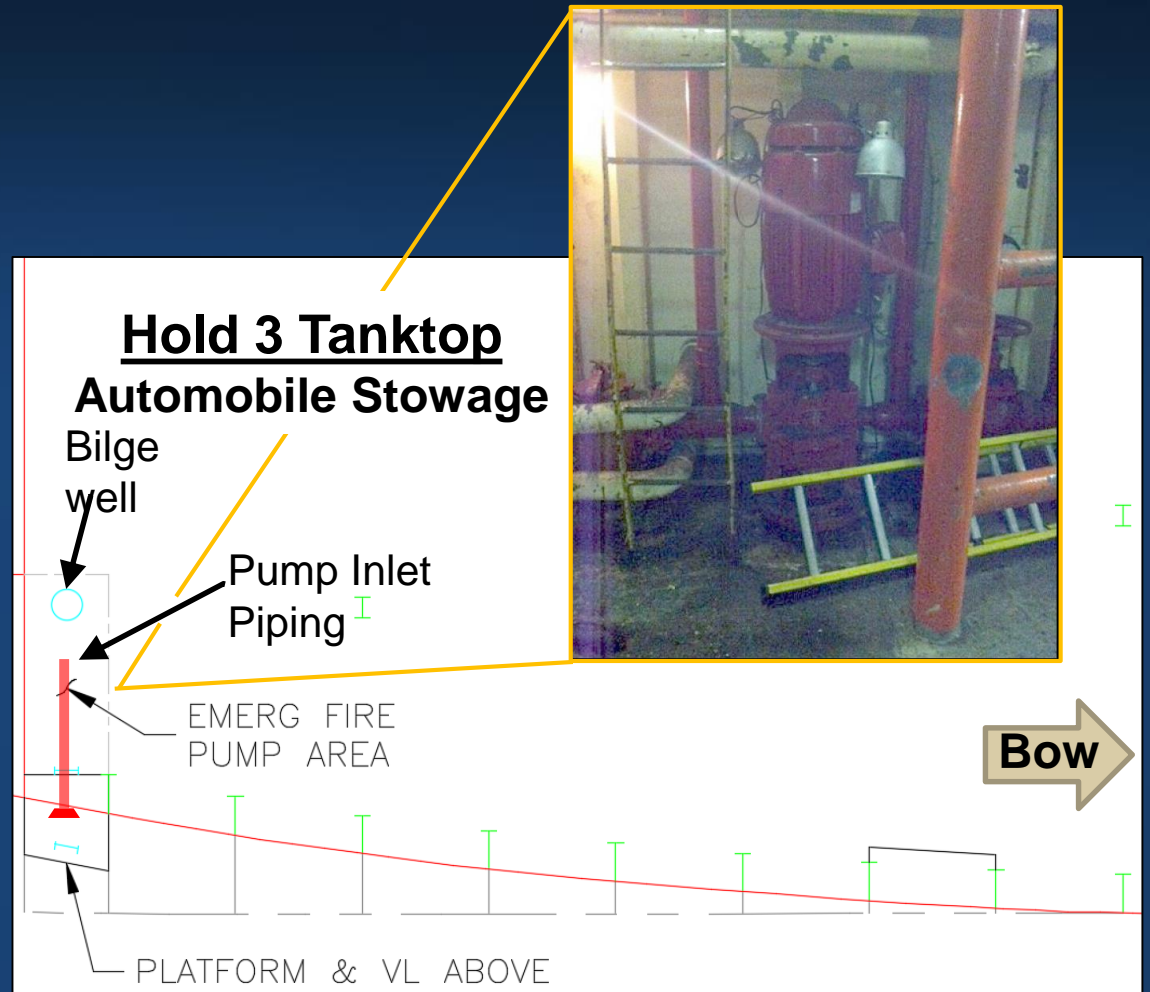 Hold 3 Tanktop
Automobile Stowage
Bilge
well
Pump Inlet
Piping
EMERG FIRE
PUMP AREA
Bow
PLATFORM & VL ABOVE